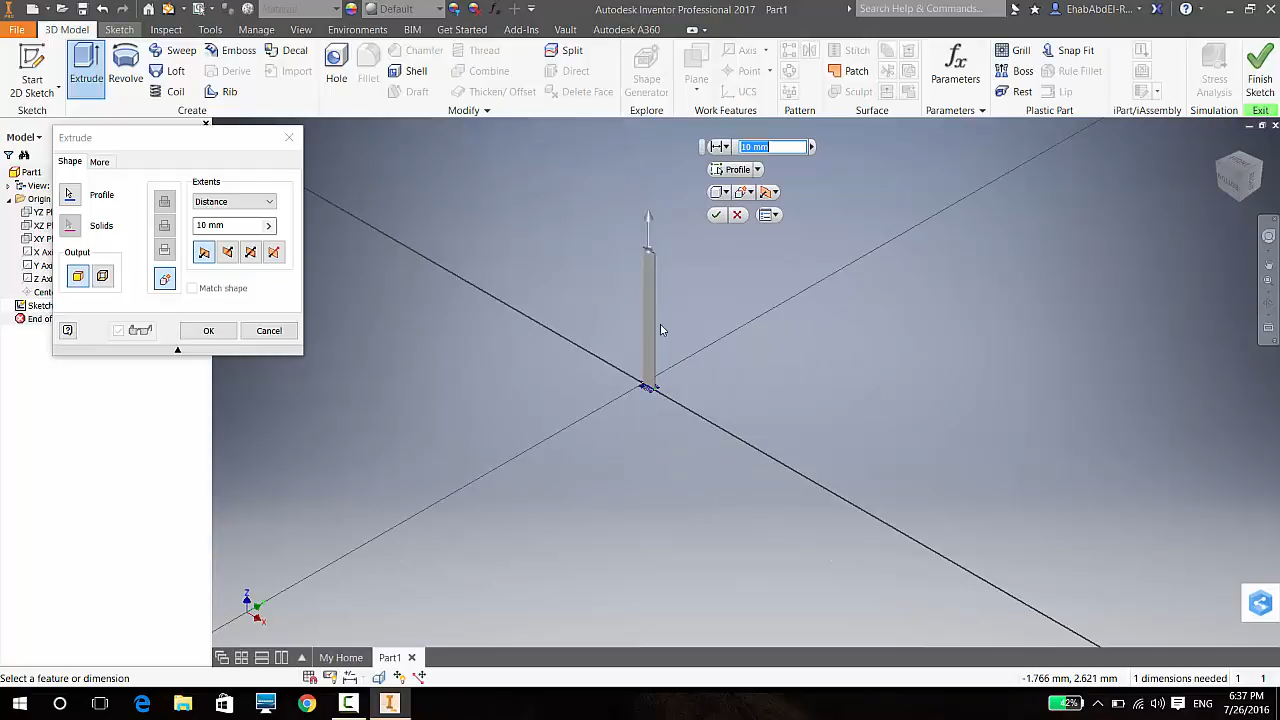 Material
Default
Autodesk Inventor Professional 2017 Part1
Search Help & Commands...
EhabAbdEl-R...
File
3D Model
Sketch
Inspect
Tools
Manage
View
Environments
BIM
Get Started
Add-Ins
Vault
Autodesk A360
Start
2D Sketch
Sketch
Extrude
Revolve
Sweep
Loft
Coil
Emboss
Derive
Rib
Decal
Import
Create
Hole
Fillet
Chamfer
Shell
Draft
Thread
Combine
Thicken/ Offset
Split
Direct
Delete Face
Modify
Shape
Generator
Explore
Plane
Axis
Point
UCS
Work Features
Pattern
Stitch
Patch
Sculpt
Surface
fx
Parameters
Parameters
Grill
Boss
Rest
Snap Fit
Rule Fillet
Lip
Plastic Part
iPart/iAssembly
Stress
Analysis
Simulation
Finish
Sketch
Exit
Model
Part1
View:
Origin
YZ Pl
XZ Pl
XY Pl
X Axi
Y Axi
Z Axi
Cente
Sketch
End of
Extrude
Shape
More
Profile
Solids
Output
Extents
Distance
10 mm
Match shape
OK
Cancel
10 mm
Profile
FRONT
Z
X
My Home
Part1
Select a feature or dimension
-1.766 mm, 2.621 mm
1 dimensions needed
1
1
42%
6:37 PM
7/26/2016